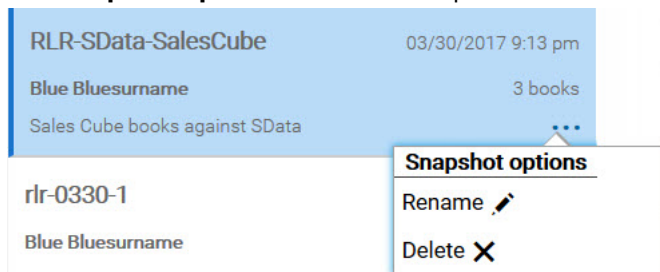 RLR-SData-SalesCube 03/30/2017 9:13 pm
Blue Bluesurname 3 books
Sales Cube books against SData
...
Snapshot options
rlr-0330-1
Rename
Blue Bluesurname
Delete